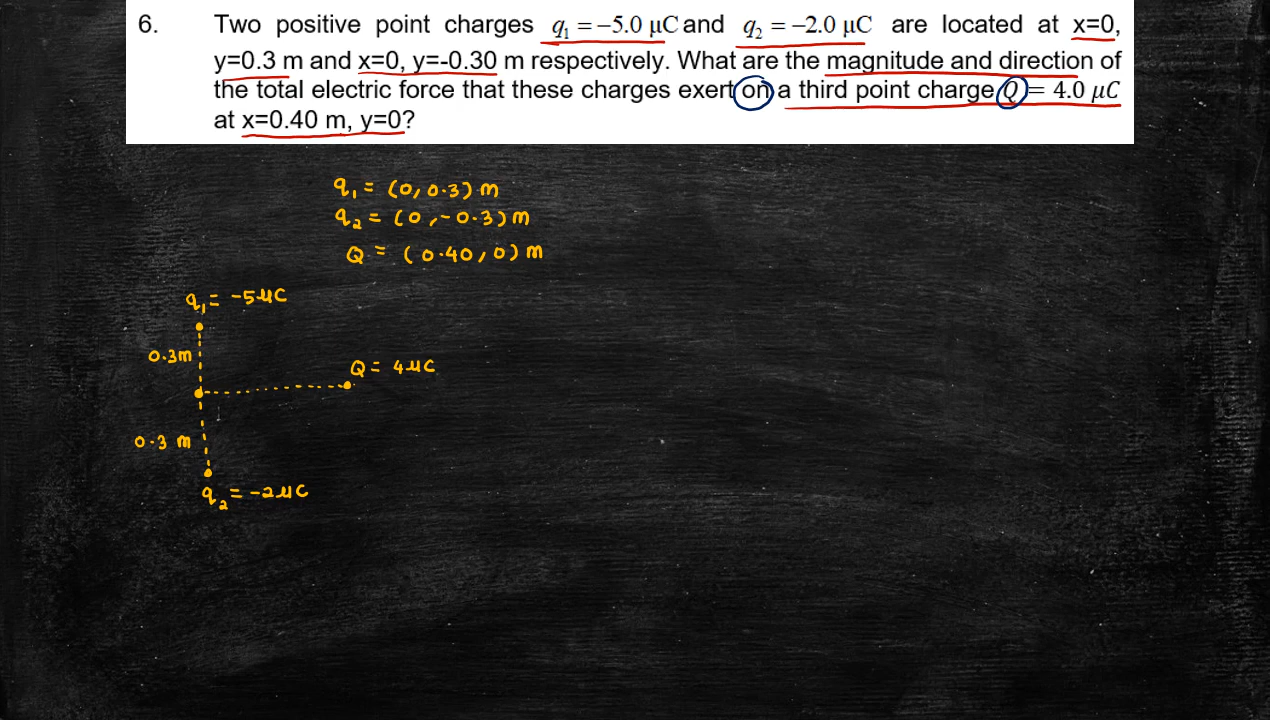 6. Two positive point charges q₁ = −5.0 μC and q₂ = −2.0 μC are located at x=0,
y=0.3 m and x=0, y=-0.30 m respectively. What are the magnitude and direction of
the total electric force that these charges exert on a third point charge Q = 4.0 μC
at x=0.40 m, y=0?
q₁ = (0, 0.3) m
q₂ = (0, -0.3) m
Q = (0.40, 0) m
q₁ = -5μC
0.3m
Q = 4μC
0.3 m
q₂ = -2μC